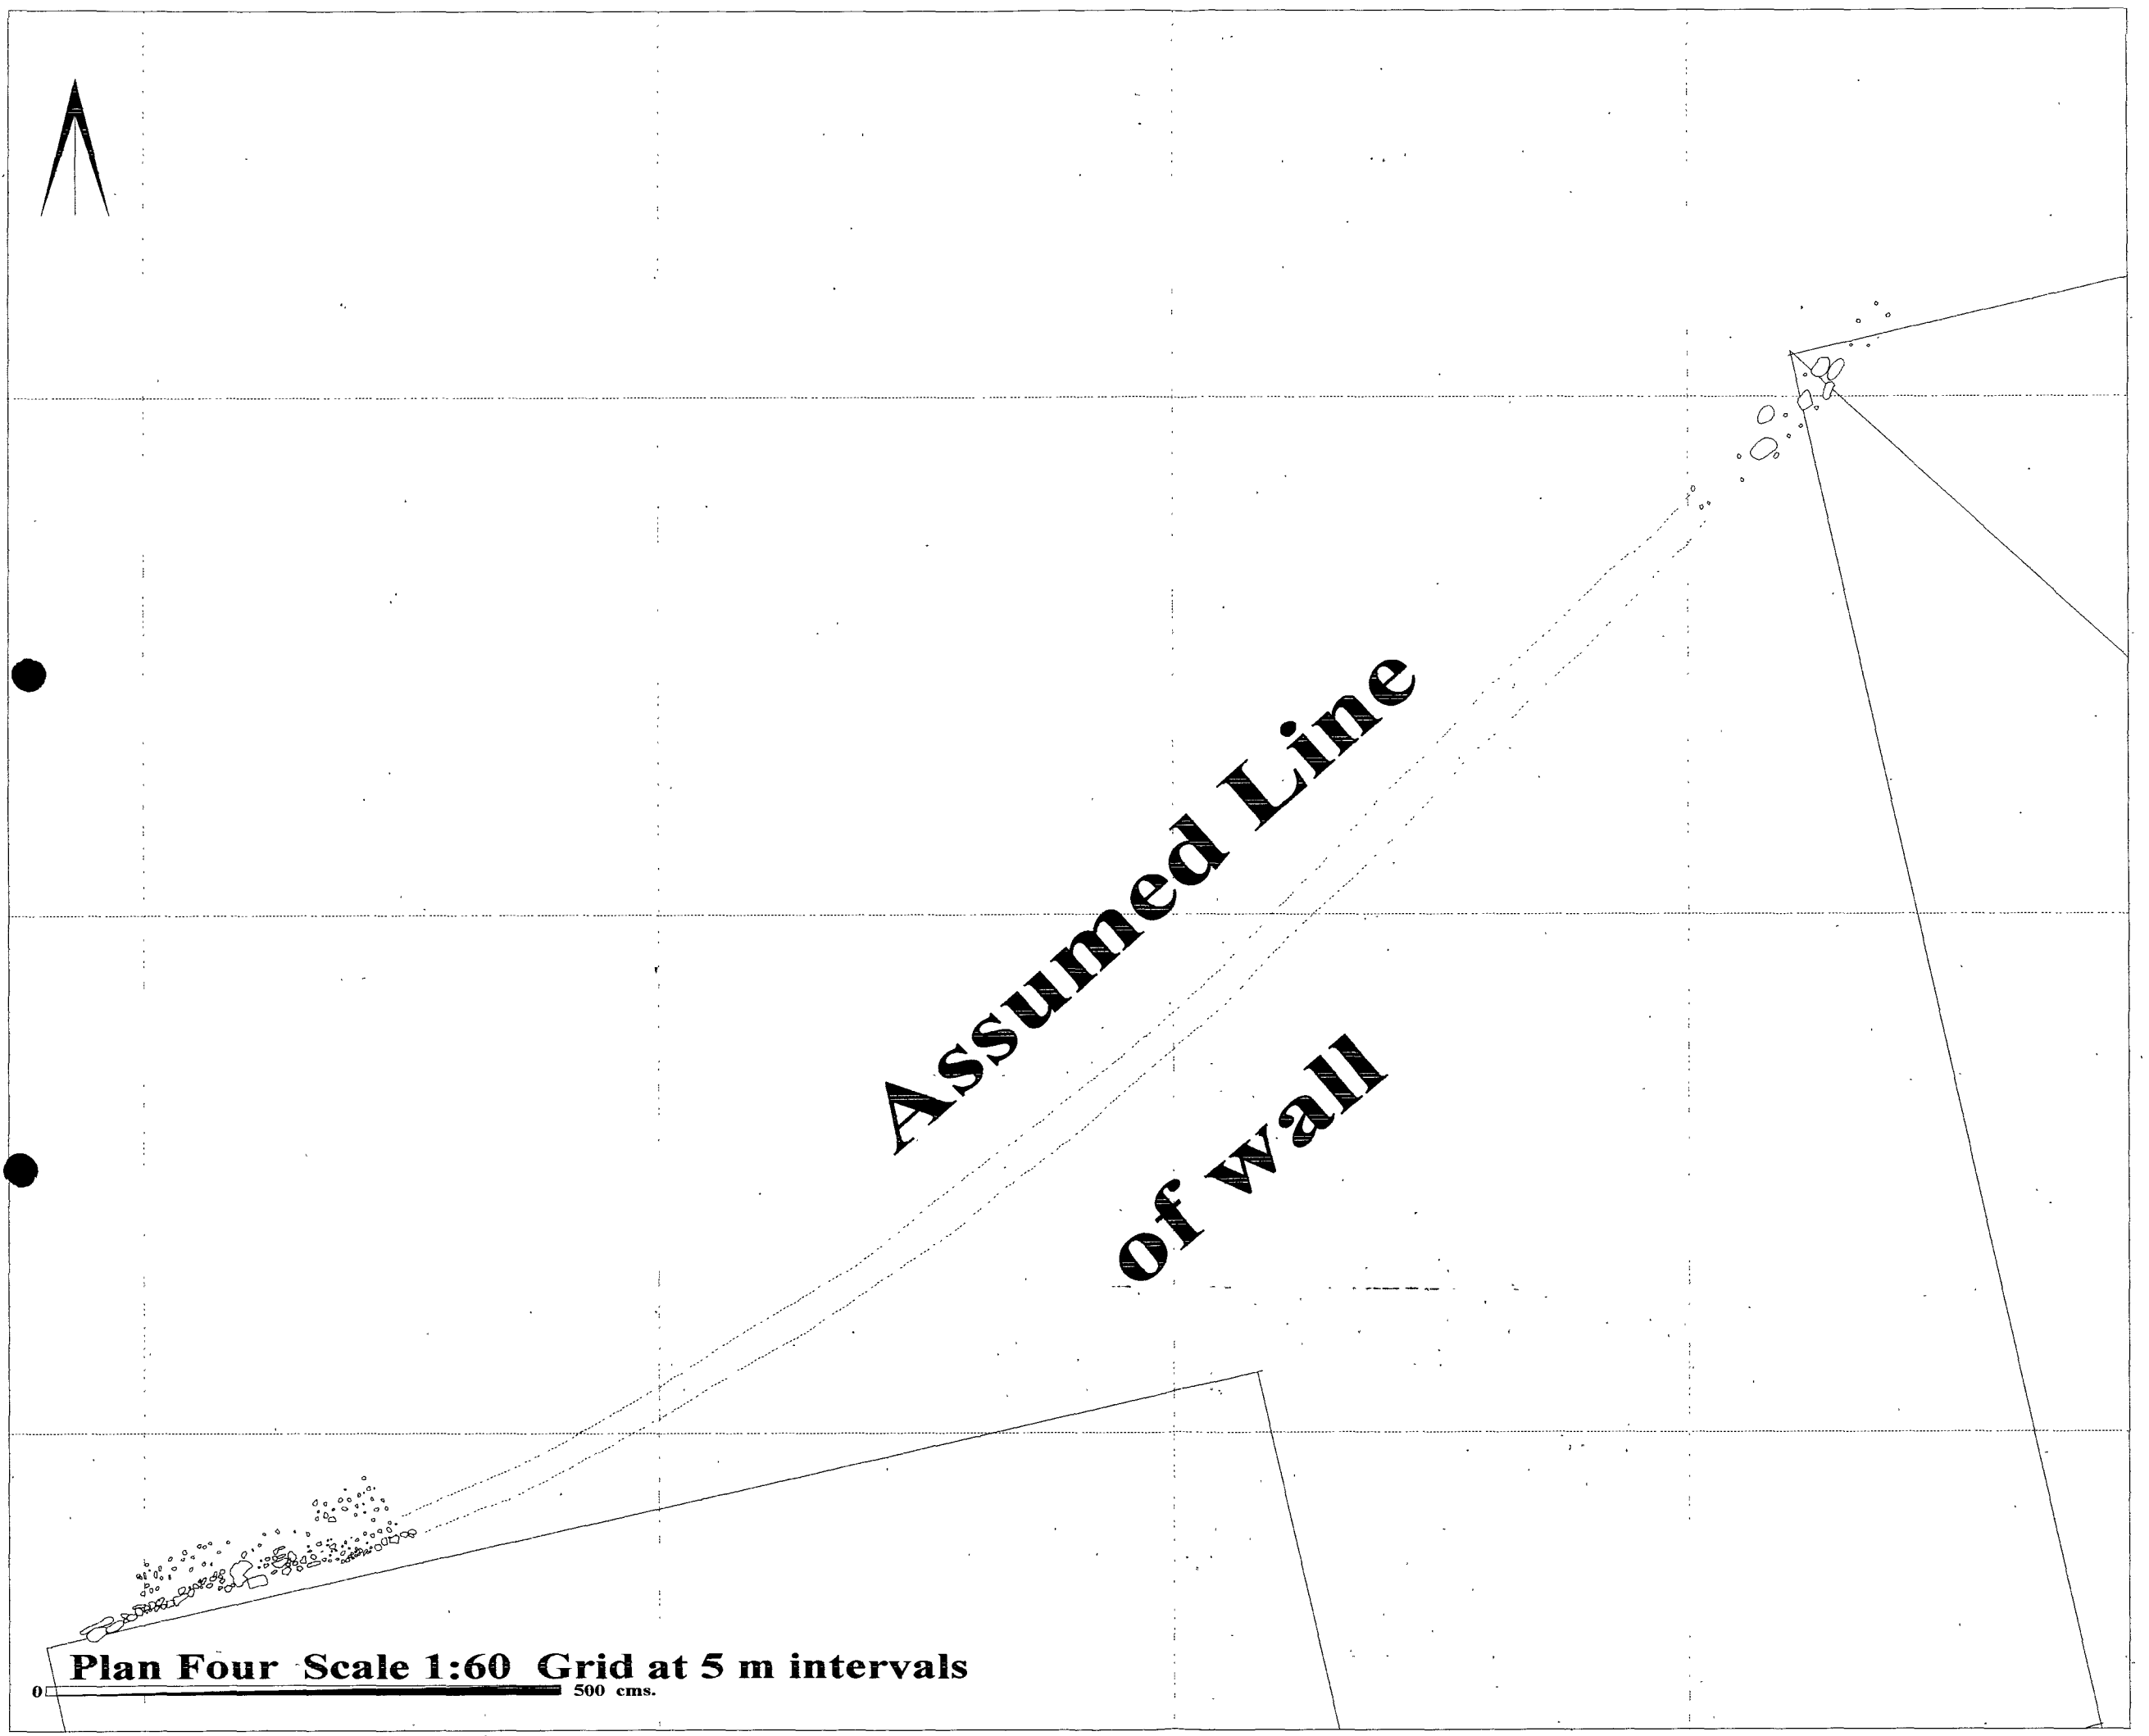 Assumed Line
of wall
Plan Four Scale 1:60 Grid at 5 m intervals
0 500 cms.